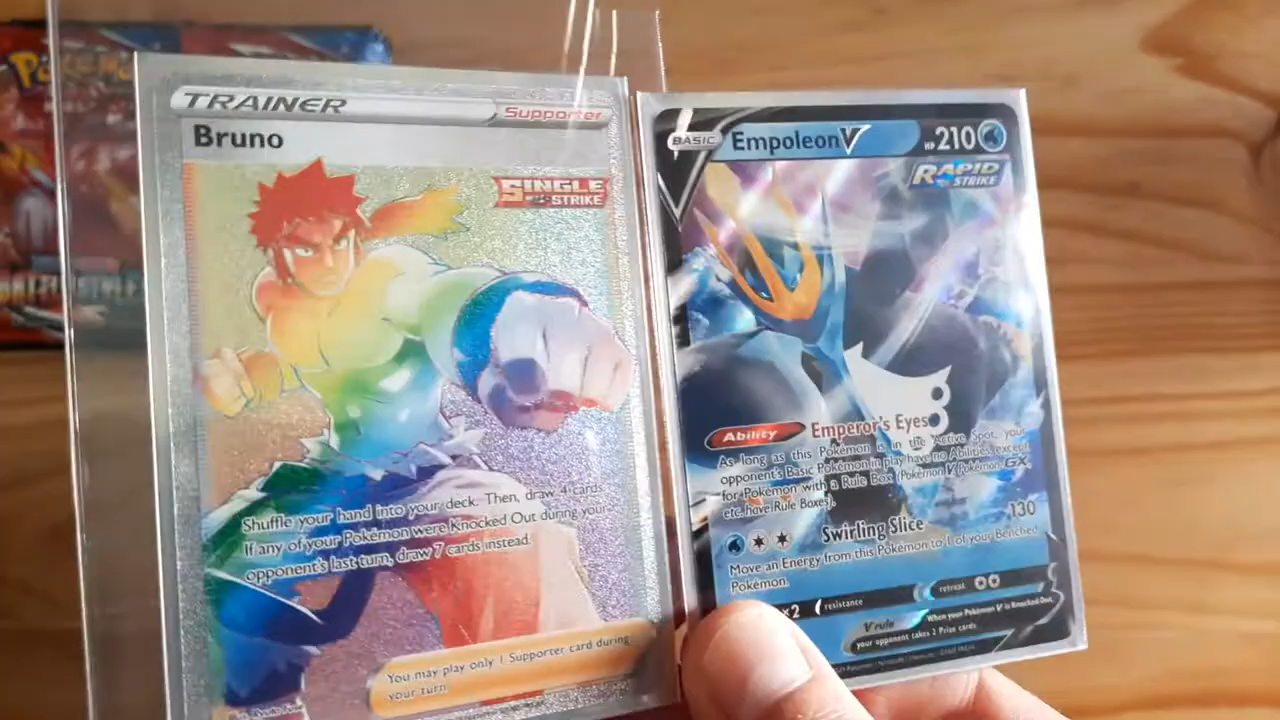 Pokémon
BATTLE STYLES
TRAINER
Supporter
Bruno
SINGLE
STRIKE
Shuffle your hand into your deck. Then, draw 4 cards.
If any of your Pokémon were Knocked Out during your
opponent's last turn, draw 7 cards instead.
You may play only 1 Supporter card during
your turn.
BASIC
Empoleon V
HP 210
RAPID
STRIKE
Ability
Emperor's Eyes
As long as this Pokémon is in the Active Spot, your
opponent's Basic Pokémon in play have no Abilities, except
for Pokémon with a Rule Box (Pokémon V, Pokémon-GX,
etc. have Rule Boxes).
Swirling Slice
130
Move an Energy from this Pokémon to 1 of your Benched
Pokémon.
×2
resistance
retreat
V rule
When your Pokémon V is Knocked Out,
your opponent takes 2 Prize cards.